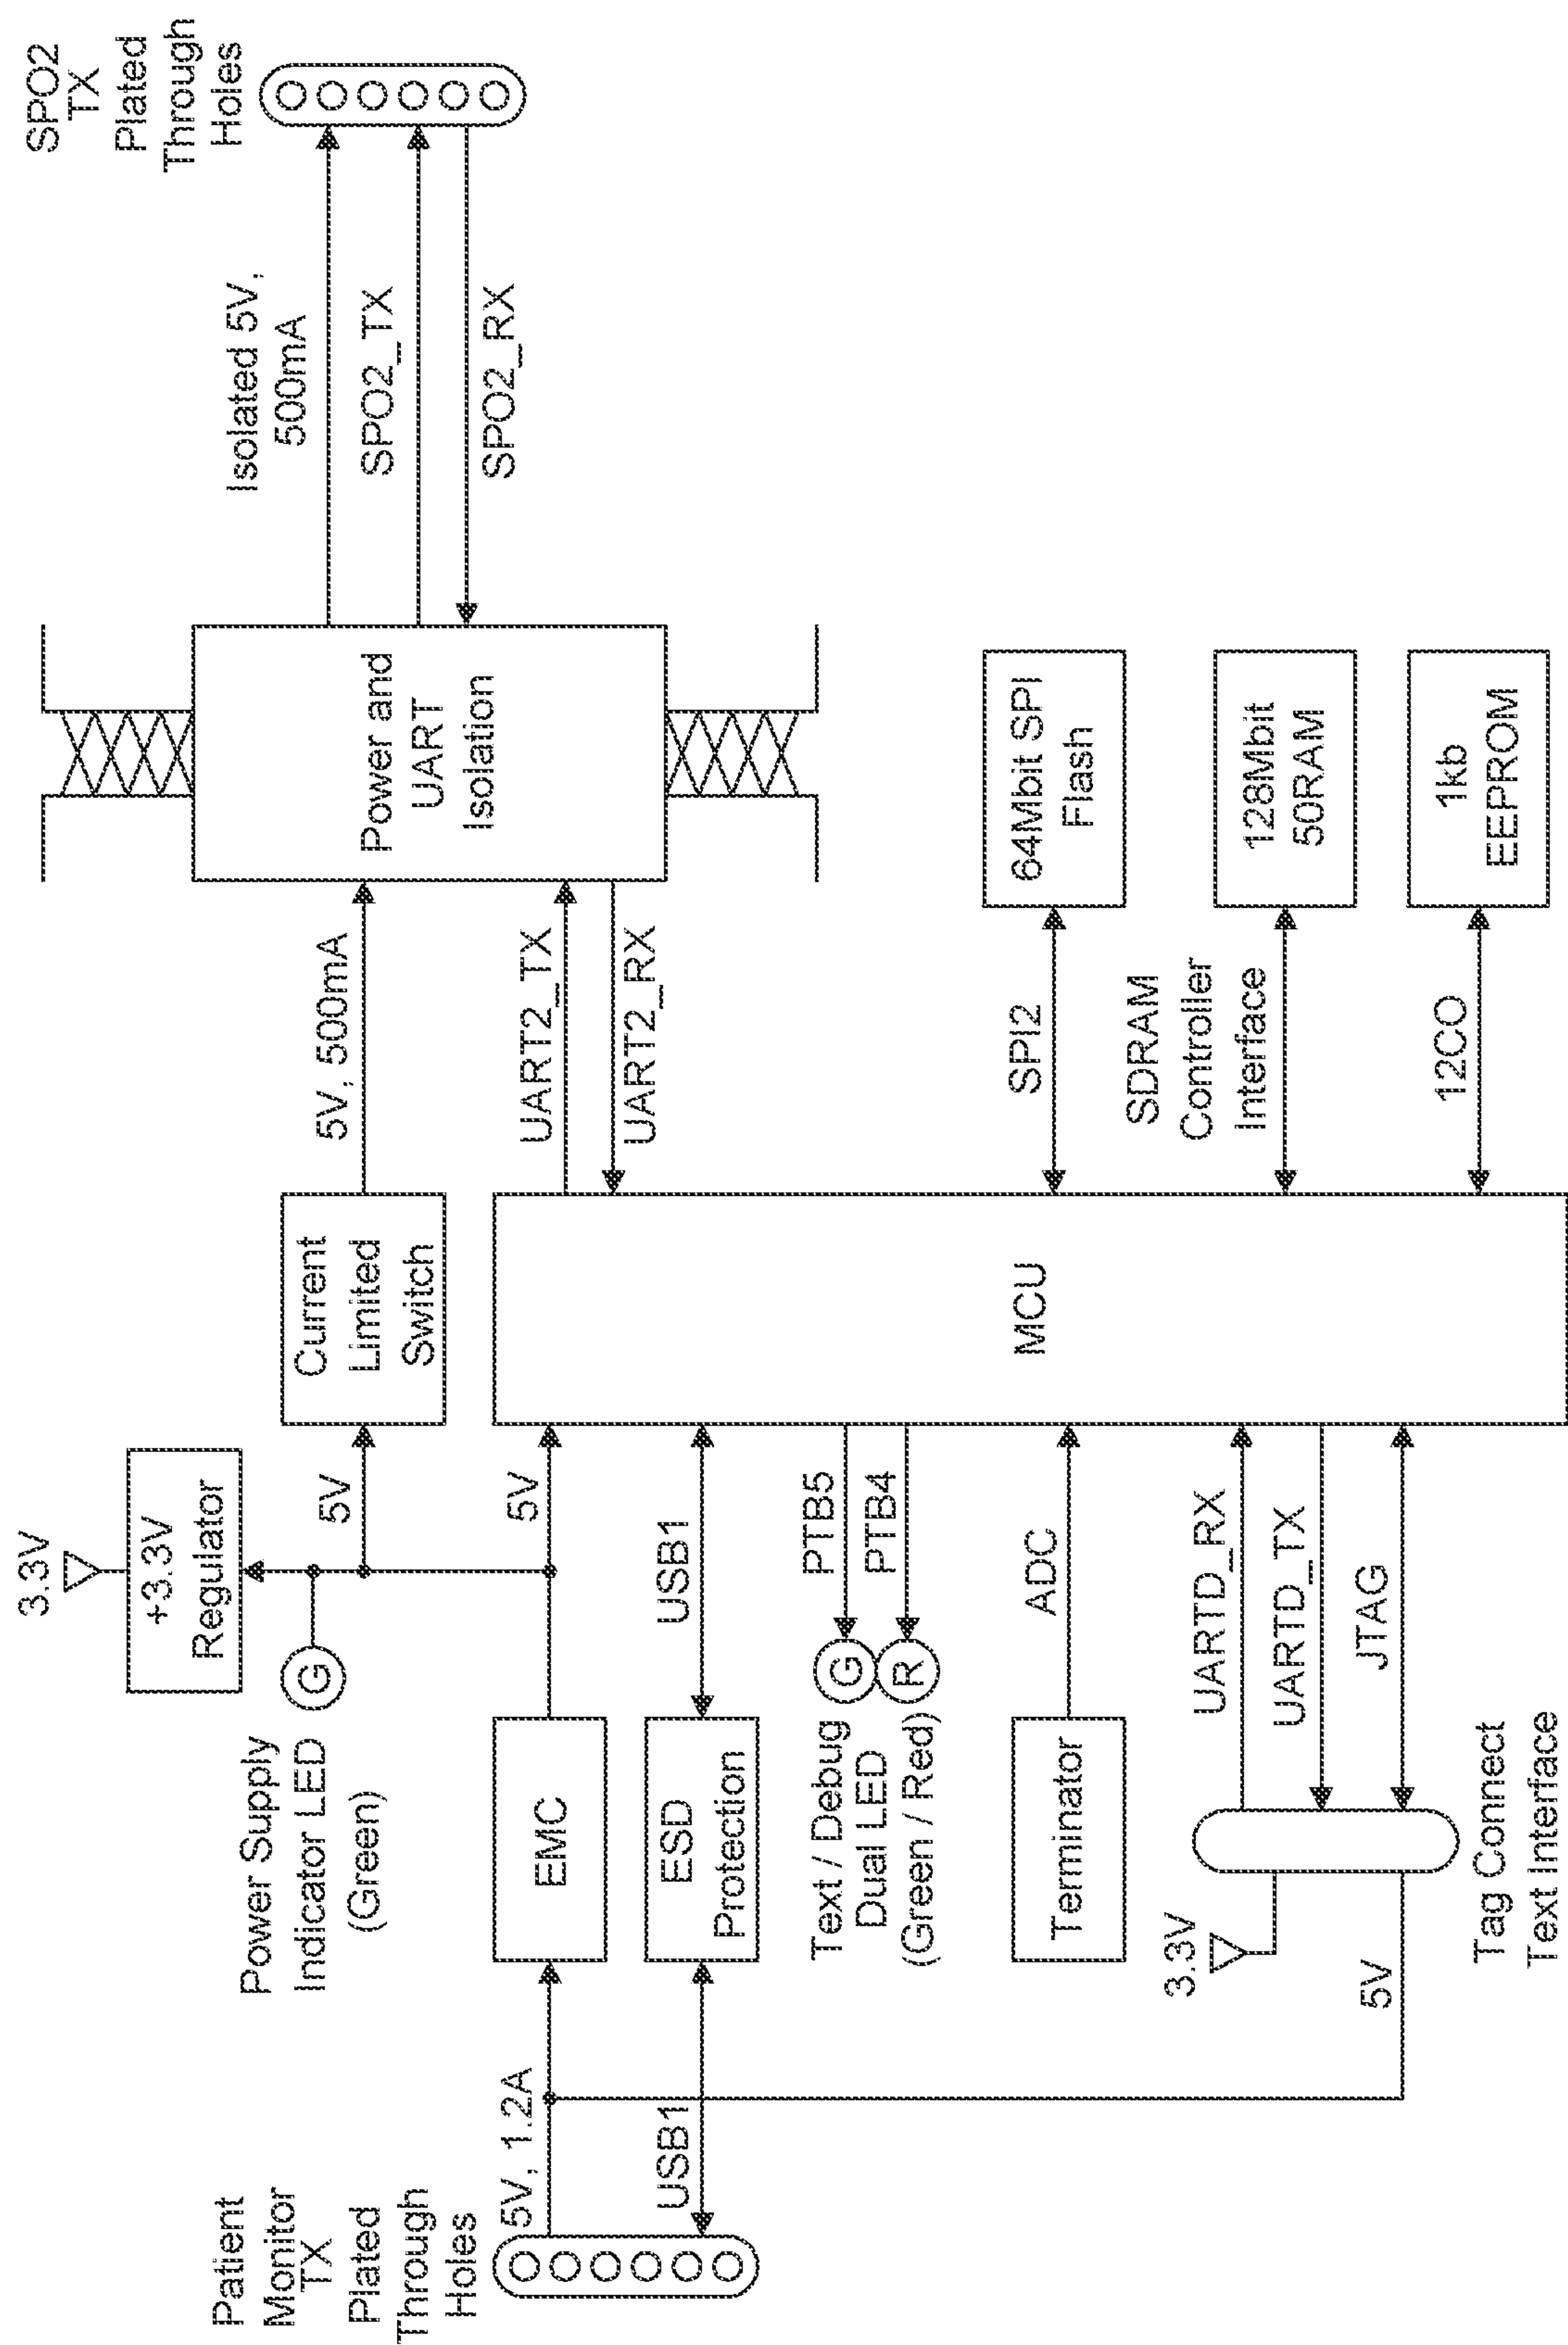 Patient
Monitor
TX
Plated
Through
Holes
5V, 1.2A
USB1
Power Supply
Indicator LED
(Green)
G
3.3V
+3.3V
Regulator
5V
5V
EMC
ESD
Protection
USB1
Text / Debug
Dual LED
(Green / Red)
G
R
PTB5
PTB4
Terminator
ADC
3.3V
5V
Tag Connect
Text Interface
UARTD_RX
UARTD_TX
JTAG
Current
Limited
Switch
MCU
5V, 500mA
UART2_TX
UART2_RX
SPI2
SDRAM
Controller
Interface
12CO
Power and
UART
Isolation
64Mbit SPI
Flash
128Mbit
50RAM
1kb
EEPROM
Isolated 5V,
500mA
SPO2_TX
SPO2_RX
SPO2
TX
Plated
Through
Holes